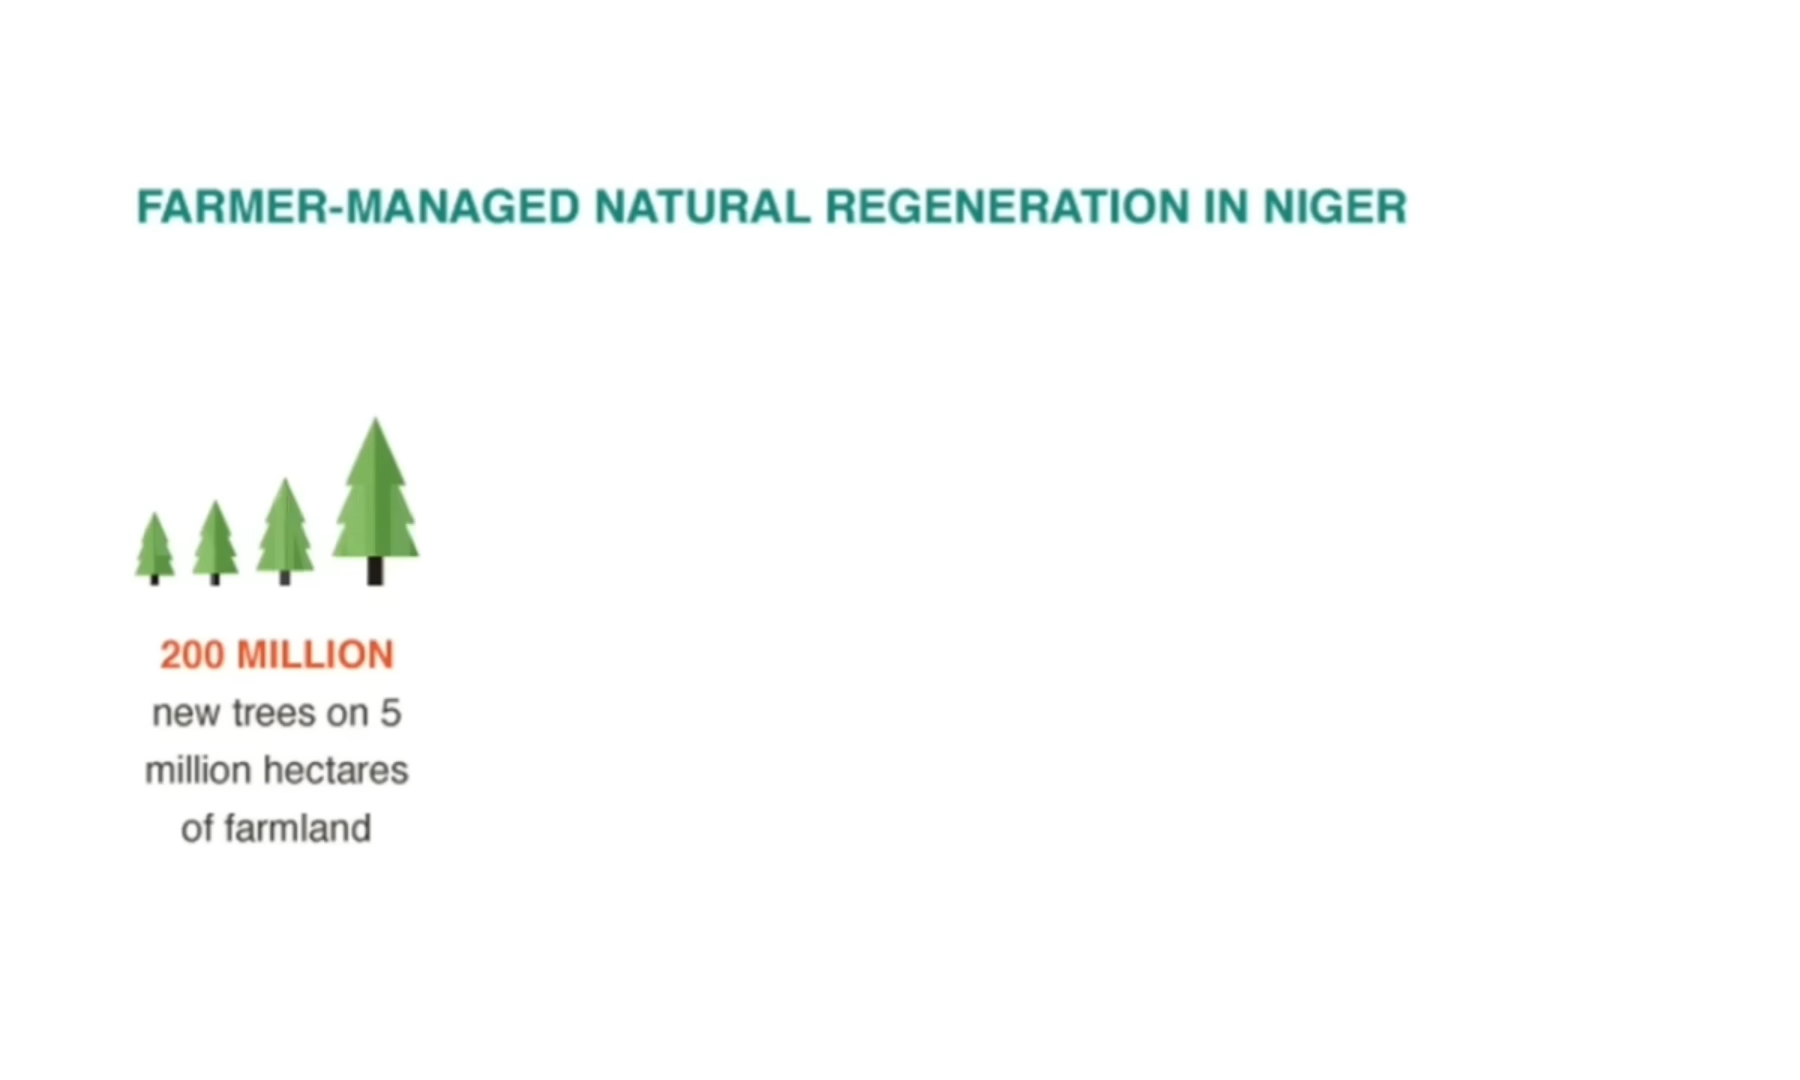 FARMER-MANAGED NATURAL REGENERATION IN NIGER
200 MILLION
new trees on 5
million hectares
of farmland